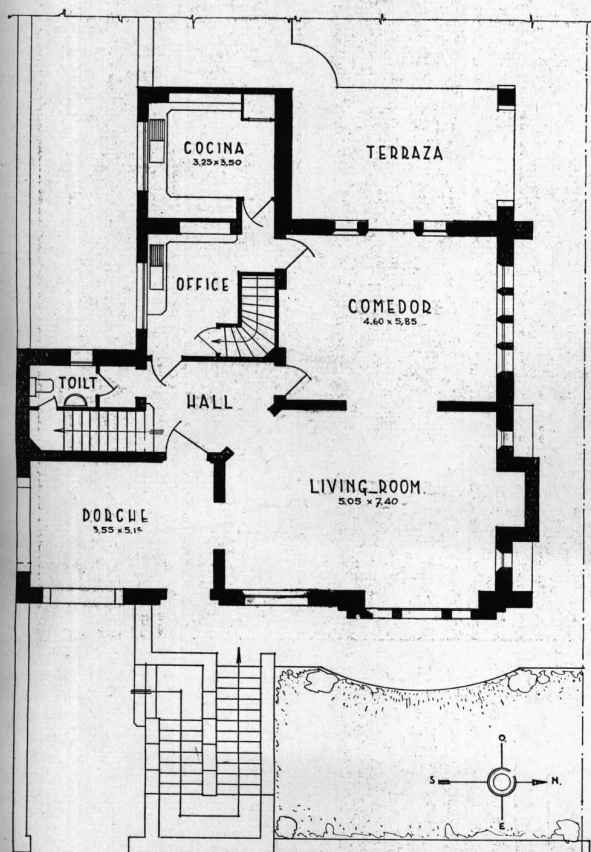 COCINA
3,25 x 3,50
TERRAZA
OFFICE
COMEDOR
4.60 x 5,85
TOILT
HALL
LIVING-ROOM
5.05 x 7,40
PORCHE
3,55 x 5,15
O.
S
N.
E.